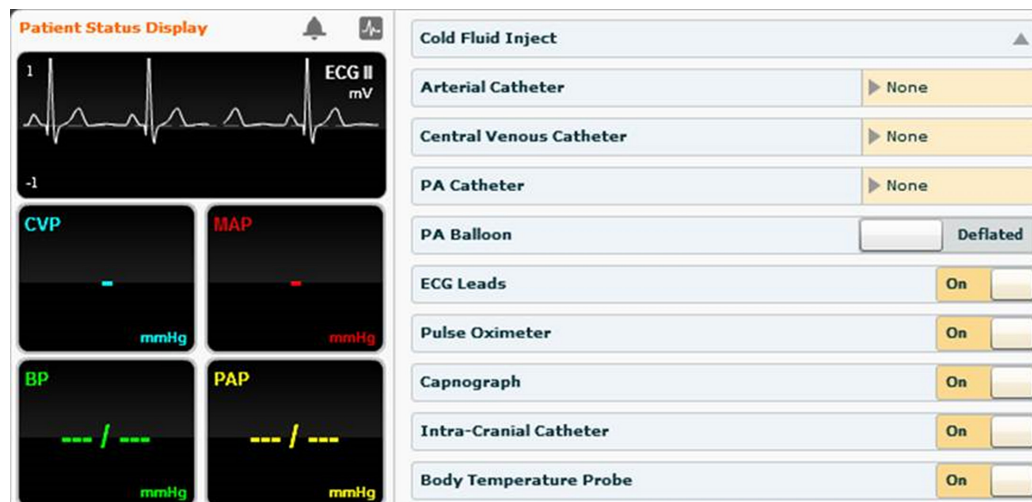 Patient Status Display
1
ECG II
mV
-1
CVP
-
mmHg
MAP
-
mmHg
BP
--- / ---
mmHg
PAP
--- / ---
mmHg
Cold Fluid Inject
Arterial Catheter None
Central Venous Catheter None
PA Catheter None
PA Balloon Deflated
ECG Leads On
Pulse Oximeter On
Capnograph On
Intra-Cranial Catheter On
Body Temperature Probe On